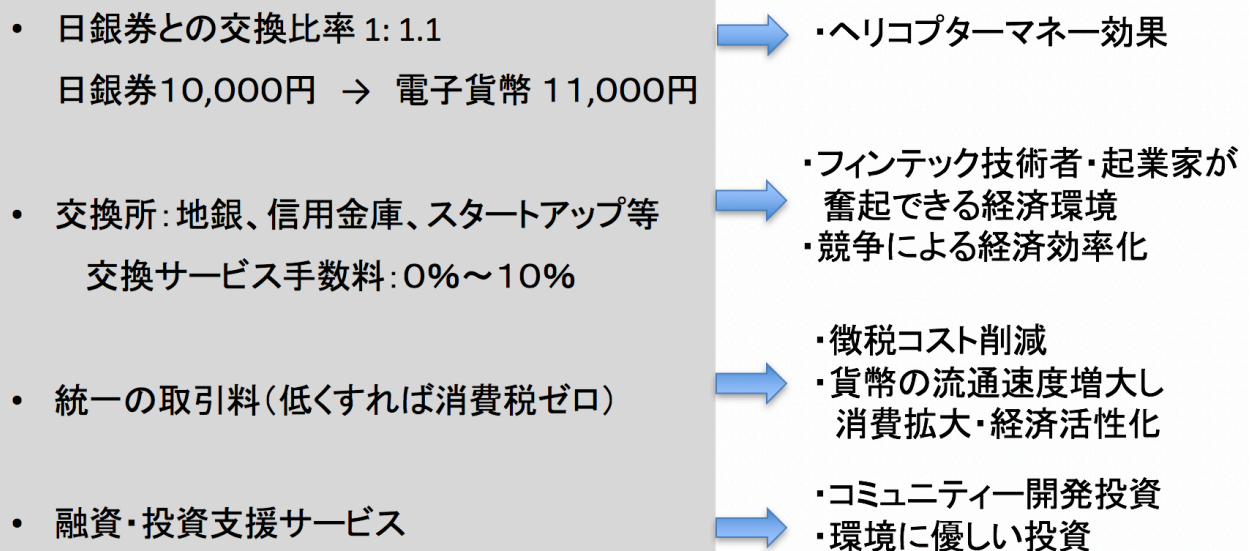 • 日銀券との交換比率 1: 1.1
日銀券10,000円 → 電子貨幣 11,000円
・ヘリコプターマネー効果
• 交換所：地銀、信用金庫、スタートアップ等
交換サービス手数料：0％～10％
・フィンテック技術者・起業家が
奮起できる経済環境
・競争による経済効率化
• 統一の取引料（低くすれば消費税ゼロ）
・徴税コスト削減
・貨幣の流通速度増大し
消費拡大・経済活性化
• 融資・投資支援サービス
・コミュニティー開発投資
・環境に優しい投資